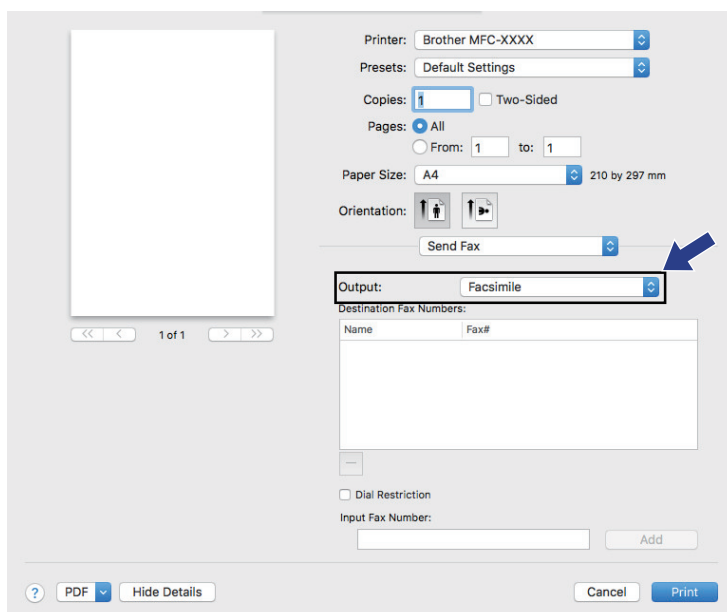 Printer: Brother MFC-XXXX
Presets: Default Settings
Copies: 1 Two-Sided
Pages: All
From: 1 to: 1
Paper Size: A4 210 by 297 mm
Orientation:
Send Fax
Output: Facsimile
Destination Fax Numbers:
Name Fax#
<< < 1 of 1 > >>
Dial Restriction
Input Fax Number:
Add
? PDF Hide Details Cancel Print